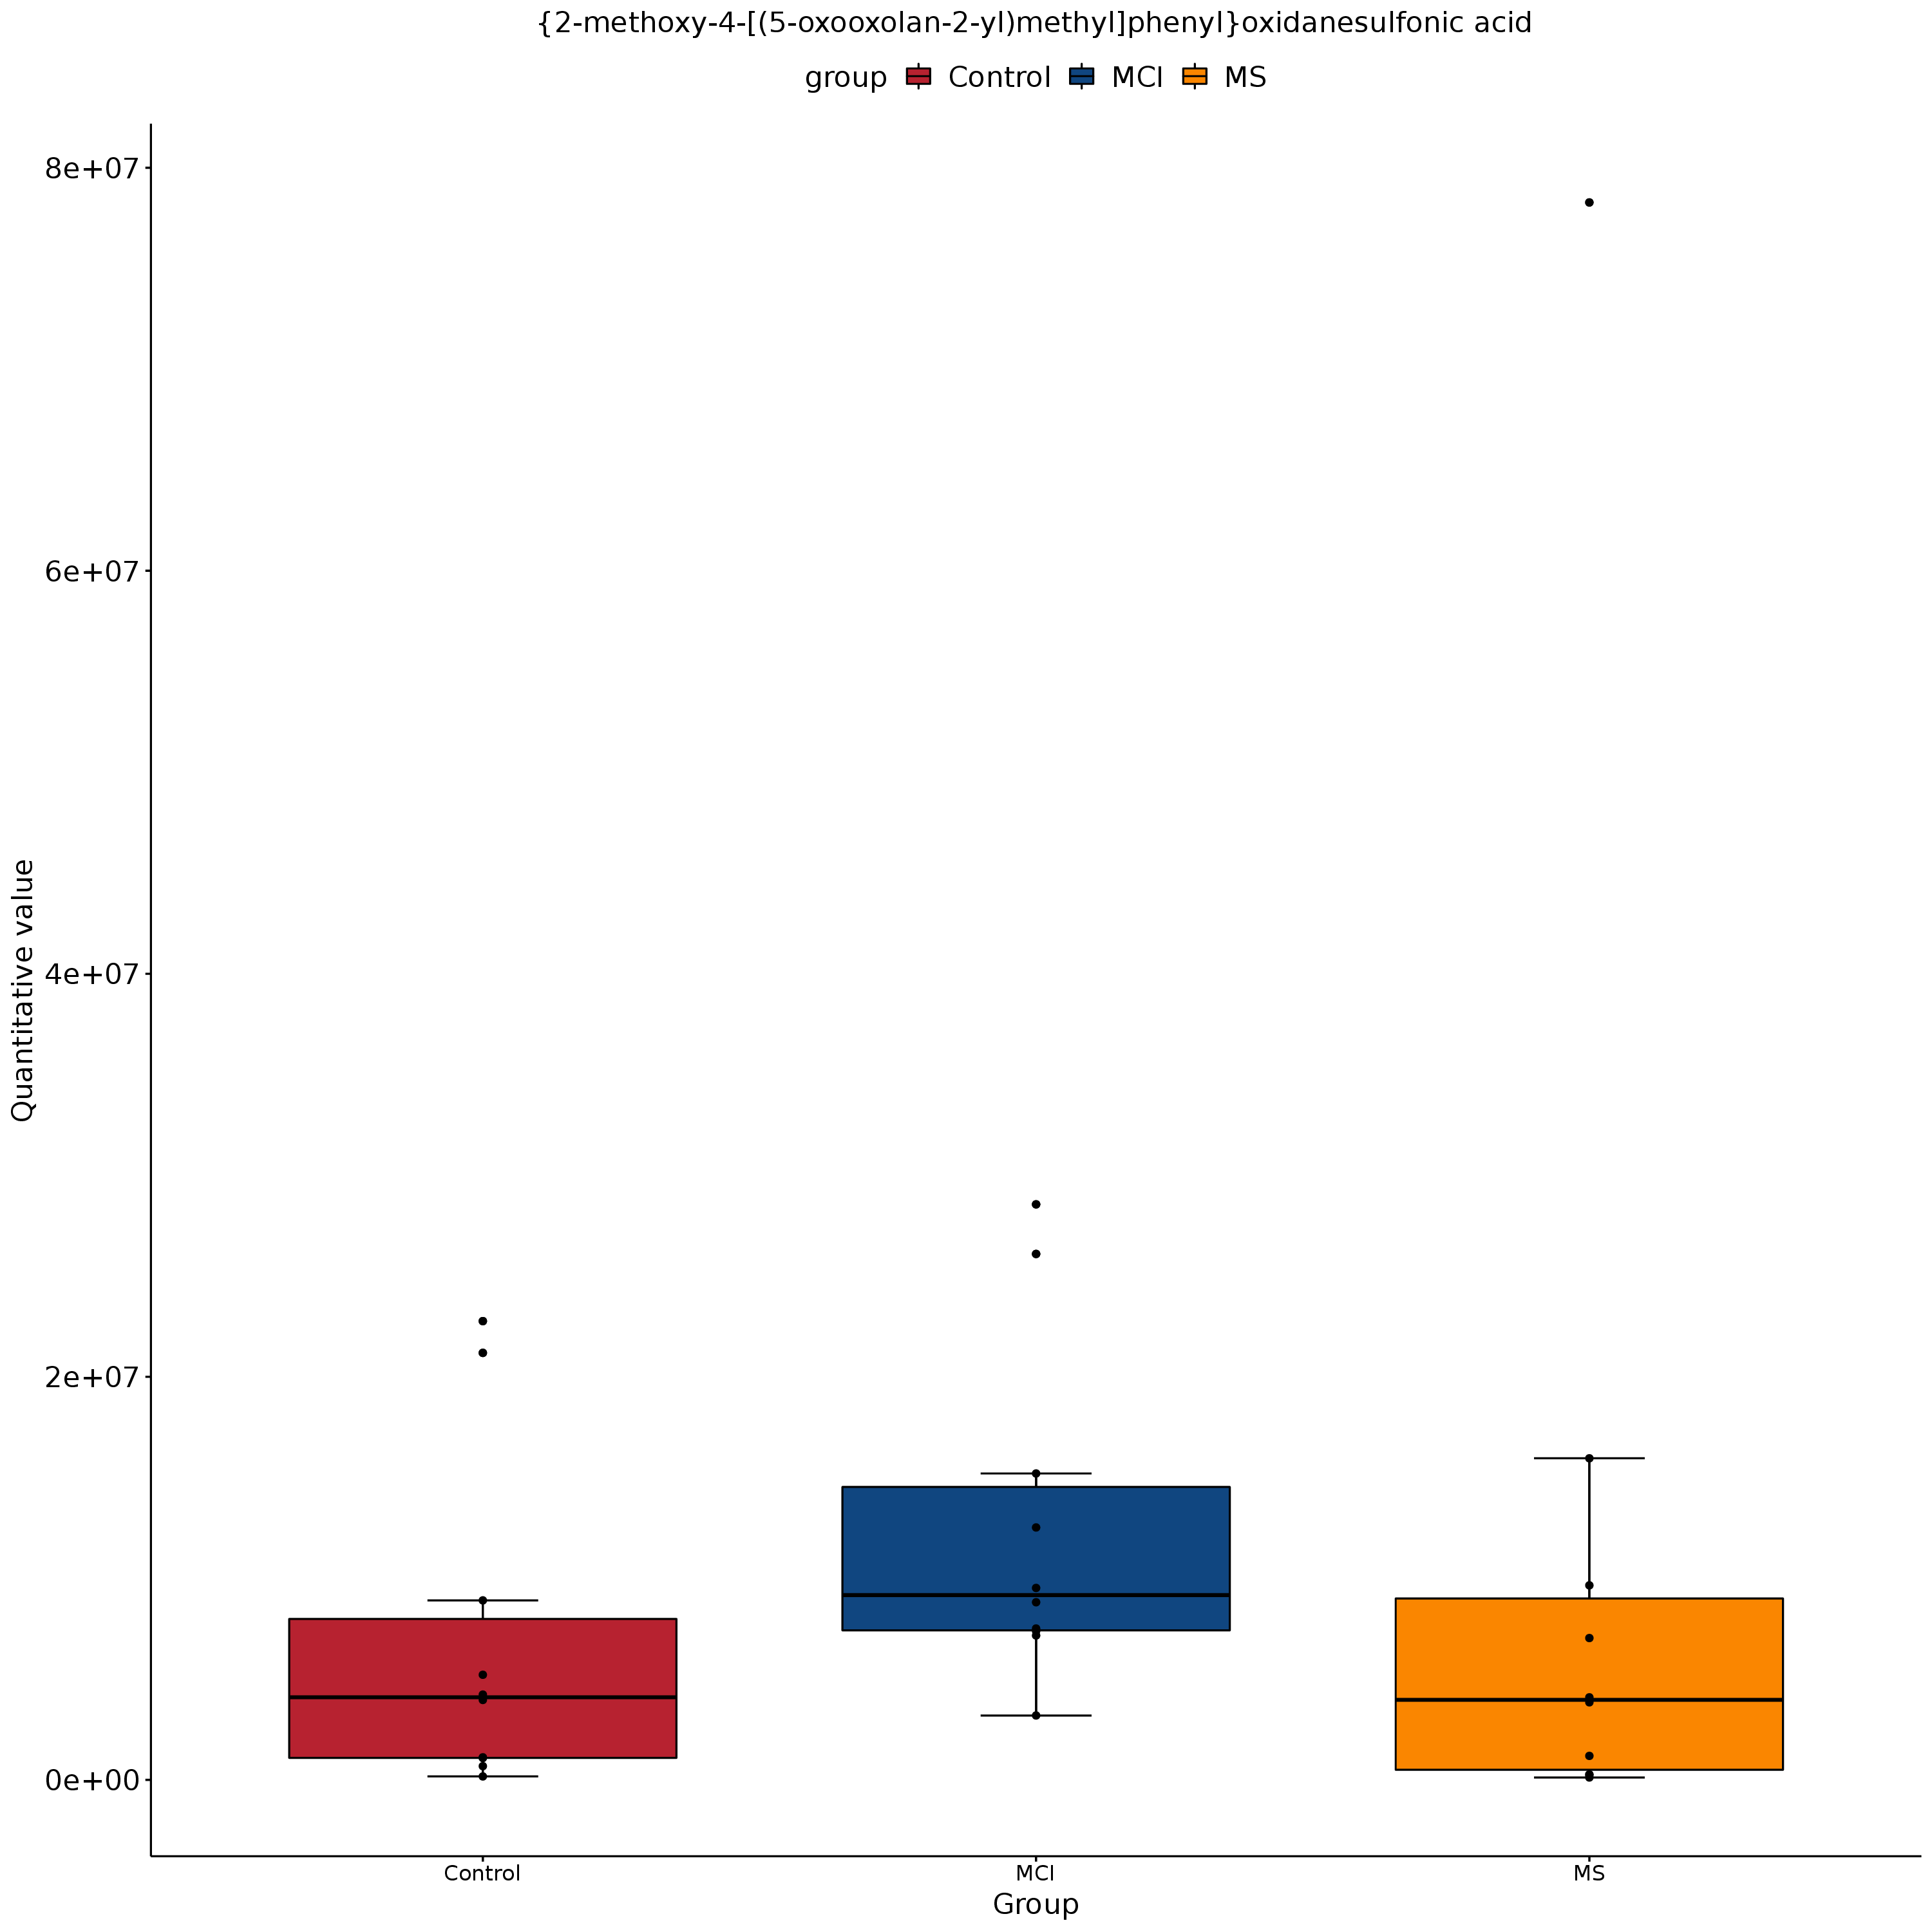 {2-methoxy-4-[(5-oxooxolan-2-yl)methyl]phenyl}oxidanesulfonic acid
group Control MCI MS
8e+07
6e+07
4e+07
2e+07
0e+00
Quantitative value
Control MCI MS
Group